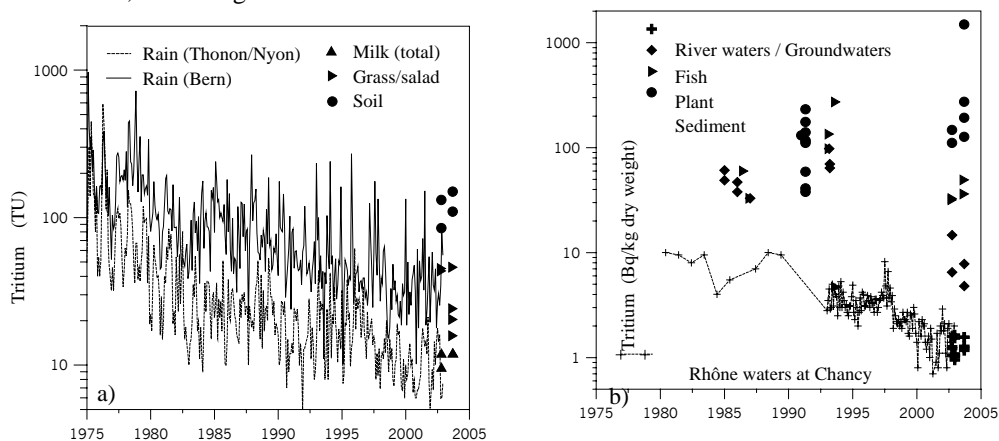 Rain (Thonon/Nyon)
Rain (Bern)
Milk (total)
Grass/salad
Soil
Tritium (TU)
1000
100
10
a)
1975 1980 1985 1990 1995 2000 2005
River waters / Groundwaters
Fish
Plant
Sediment
Tritium (Bq/kg dry weight)
1000
100
10
1
Rhône waters at Chancy
b)
1975 1980 1985 1990 1995 2000 2005